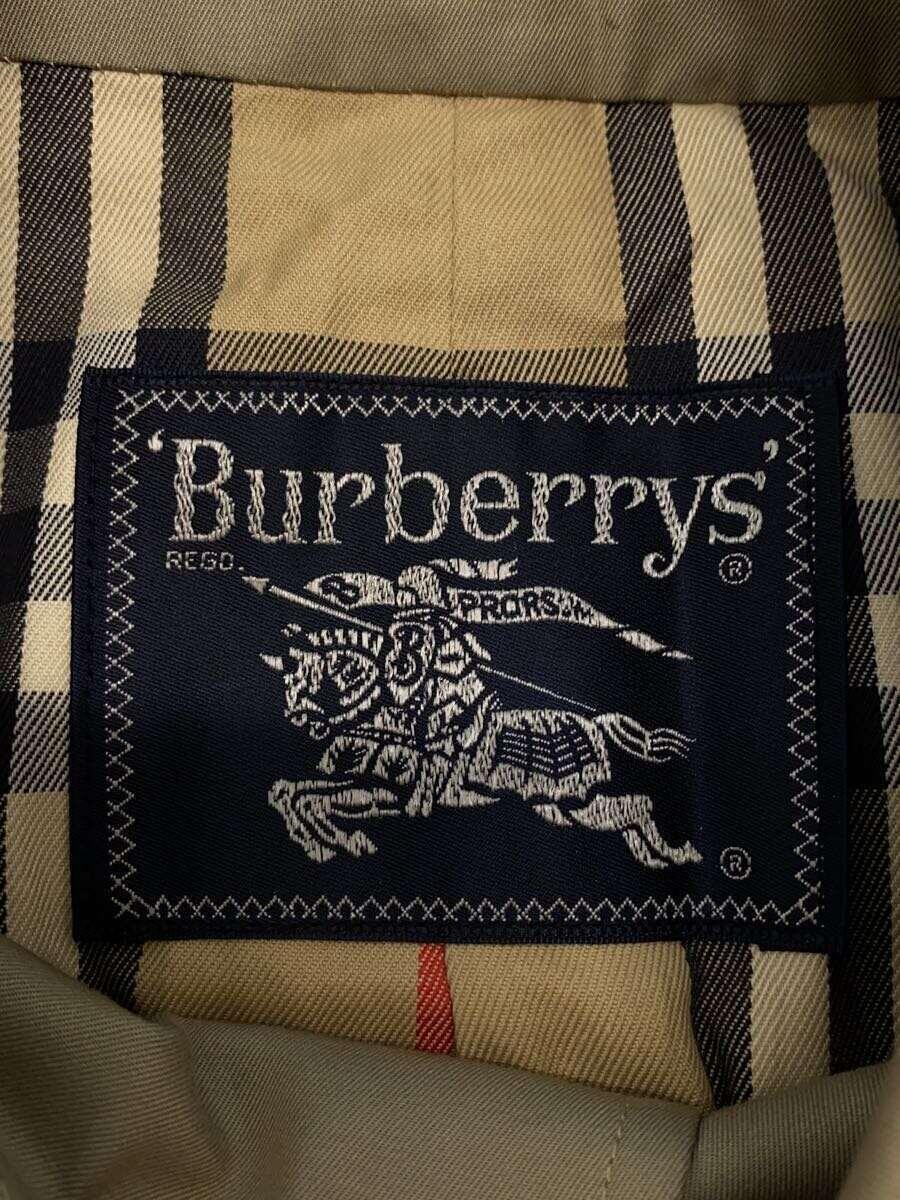 ‘Burberrys’
REGD. ®
B PRORSUM
®